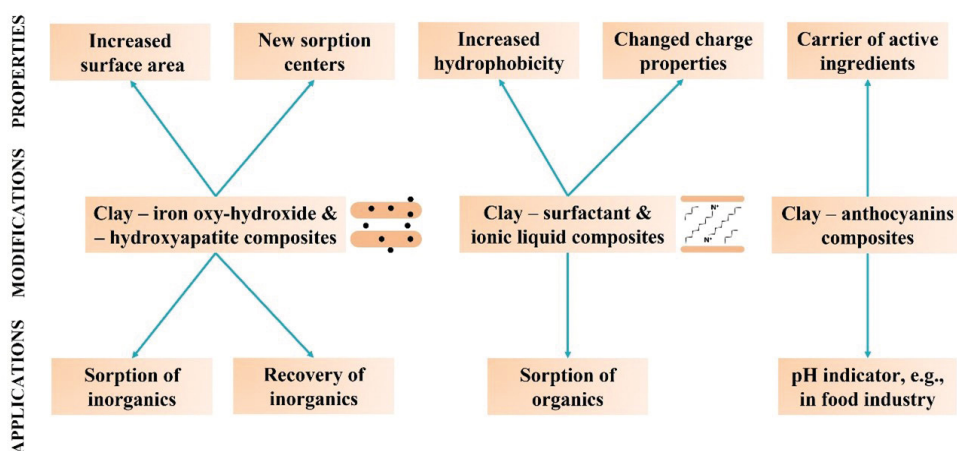 PROPERTIES
Increased
surface area
New sorption
centers
Increased
hydrophobicity
Changed charge
properties
Carrier of active
ingredients
MODIFICATIONS
Clay – iron oxy-hydroxide &
– hydroxyapatite composites
Clay – surfactant &
ionic liquid composites
N⁺
N⁺
Clay – anthocyanins
composites
APPLICATIONS
Sorption of
inorganics
Recovery of
inorganics
Sorption of
organics
pH indicator, e.g.,
in food industry